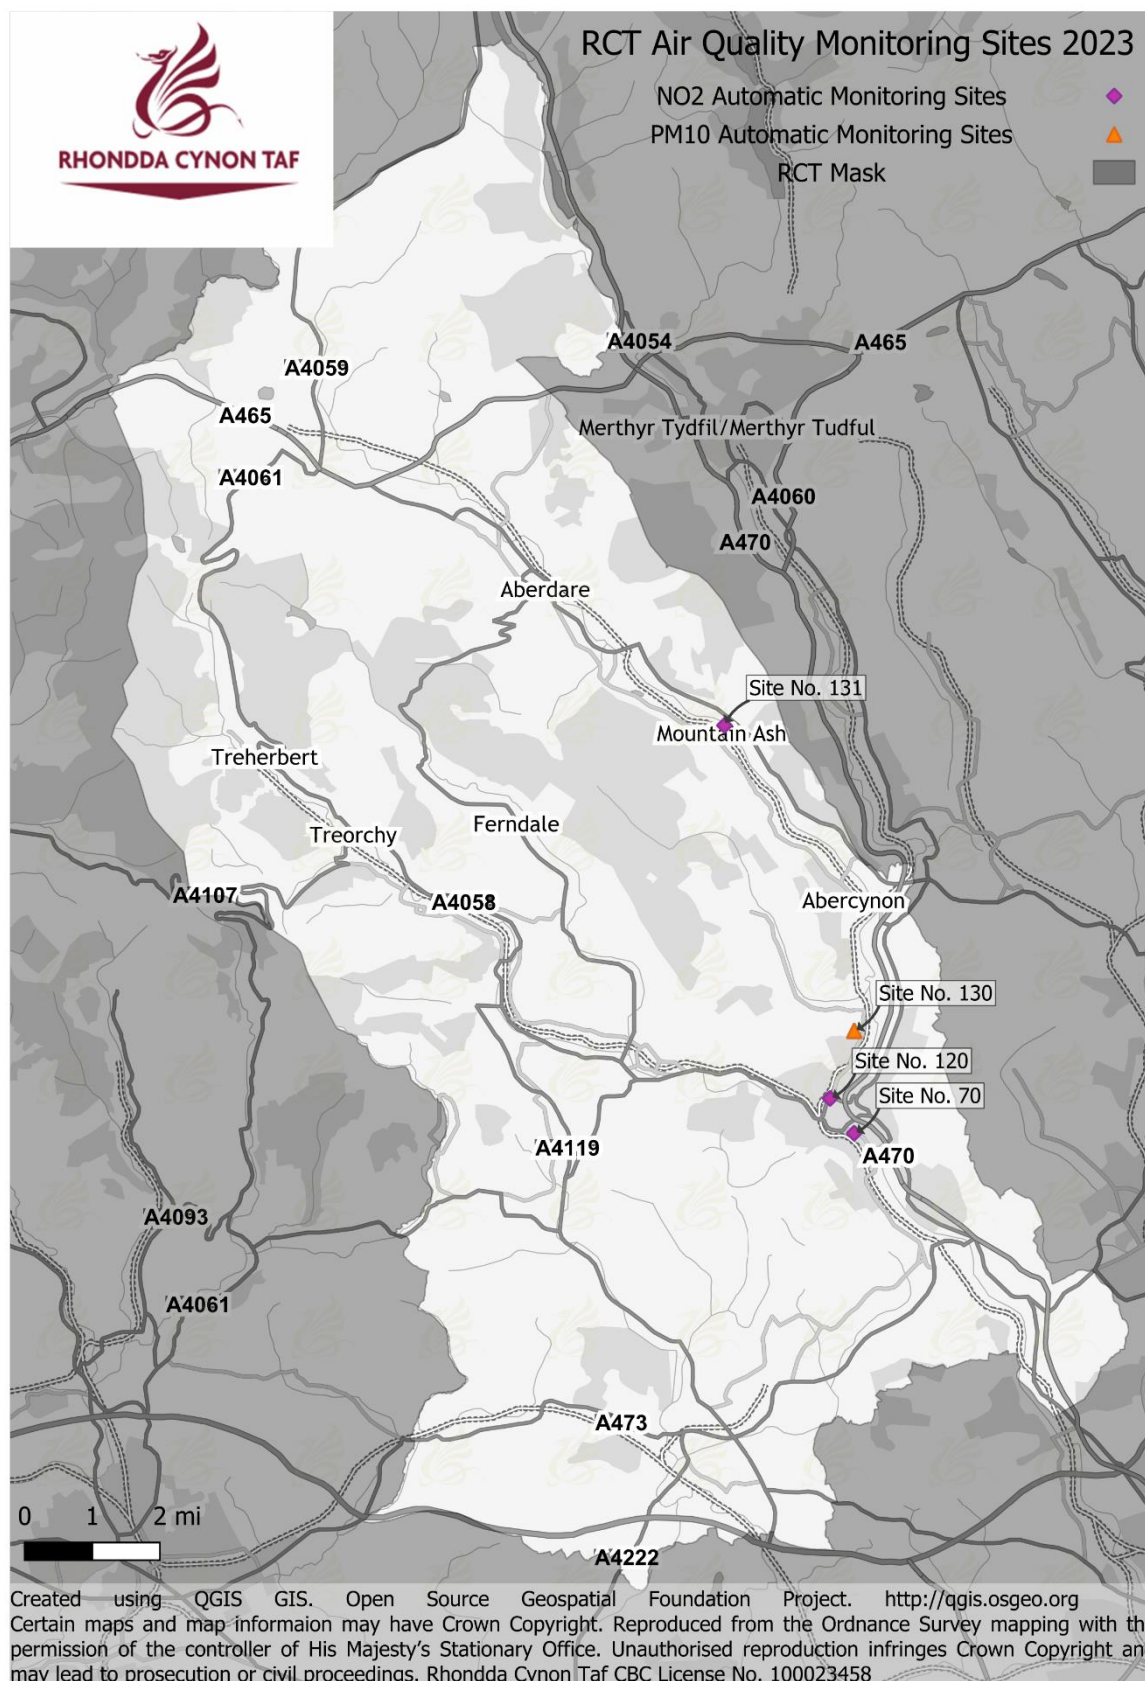 RHONDDA CYNON TAF
RCT Air Quality Monitoring Sites 2023
NO2 Automatic Monitoring Sites
PM10 Automatic Monitoring Sites
RCT Mask
A4054
A465
A4059
A465
Merthyr Tydfil/Merthyr Tudful
A4061
A4060
A470
Aberdare
Site No. 131
Mountain Ash
Treherbert
Ferndale
Treorchy
A4107
A4058
Abercynon
Site No. 130
Site No. 120
Site No. 70
A4119
A470
A4093
A4061
A473
0 1 2 mi
A4222
Created using QGIS GIS. Open Source Geospatial Foundation Project. http://qgis.osgeo.org
Certain maps and map informaion may have Crown Copyright. Reproduced from the Ordnance Survey mapping with th
permission of the controller of His Majesty's Stationary Office. Unauthorised reproduction infringes Crown Copyright an
may lead to prosecution or civil proceedings. Rhondda Cynon Taf CBC License No. 100023458